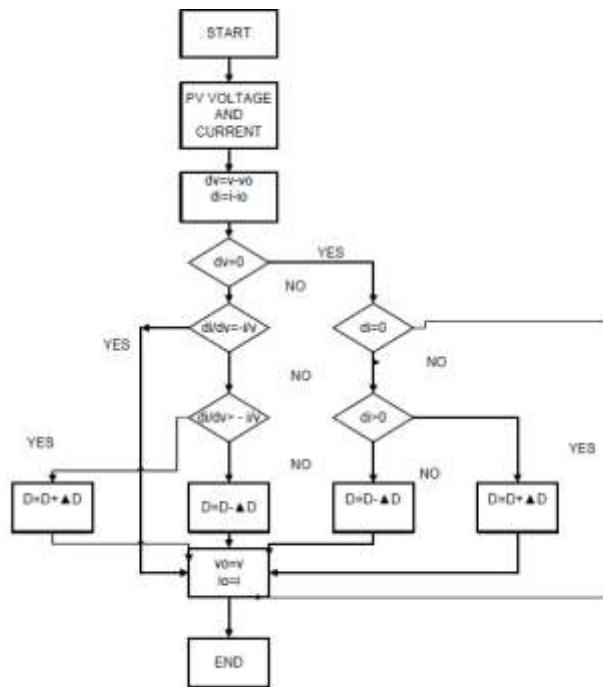 START
PV VOLTAGE
AND
CURRENT
dv=v-vo
di=i-io
dv=0
YES
NO
di/dv=-i/v
di=0
YES
NO
NO
di/dv> - i/v
di>0
YES
YES
NO
NO
D=D+▲D
D=D-▲D
D=D-▲D
D=D+▲D
vo=v
io=i
END